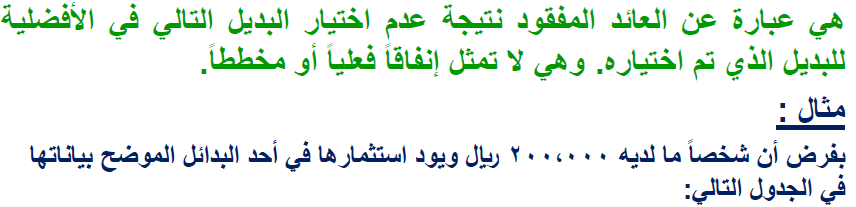 هي عبارة عن العائد المفقود نتيجة عدم اختيار البديل التالي في الأفضلية
للبديل الذي تم اختياره. وهي لا تمثل إنفاقاً فعلياً أو مخططاً.
مثال :
بفرض أن شخصاً ما لديه ٢٠٠،٠٠٠ ريال ويود استثمارها في أحد البدائل الموضح بياناتها
في الجدول التالي: